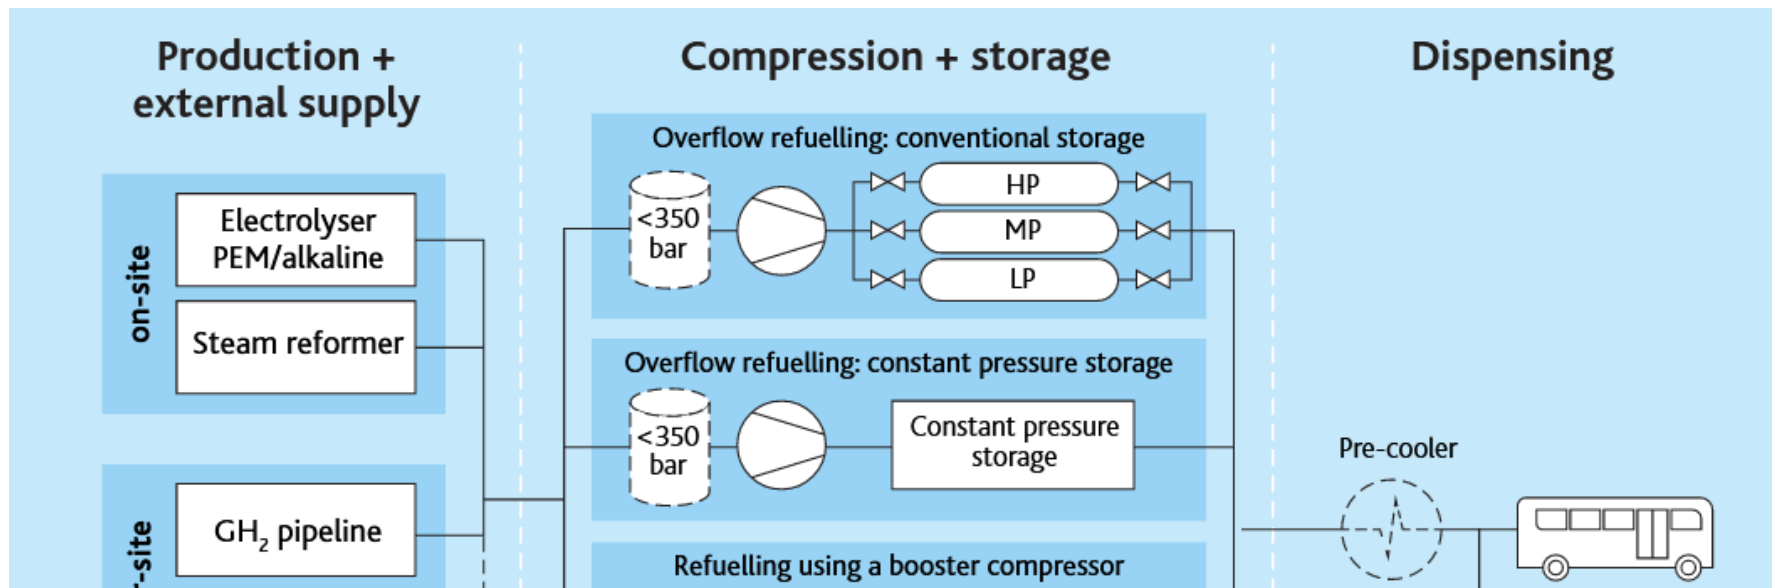 Production +
external supply
Compression + storage
Dispensing
on-site
Electrolyser
PEM/alkaline
Steam reformer
GH₂ pipeline
Overflow refuelling: conventional storage
<350
bar
HP
MP
LP
Overflow refuelling: constant pressure storage
<350
bar
Constant pressure
storage
Refuelling using a booster compressor
Pre-cooler